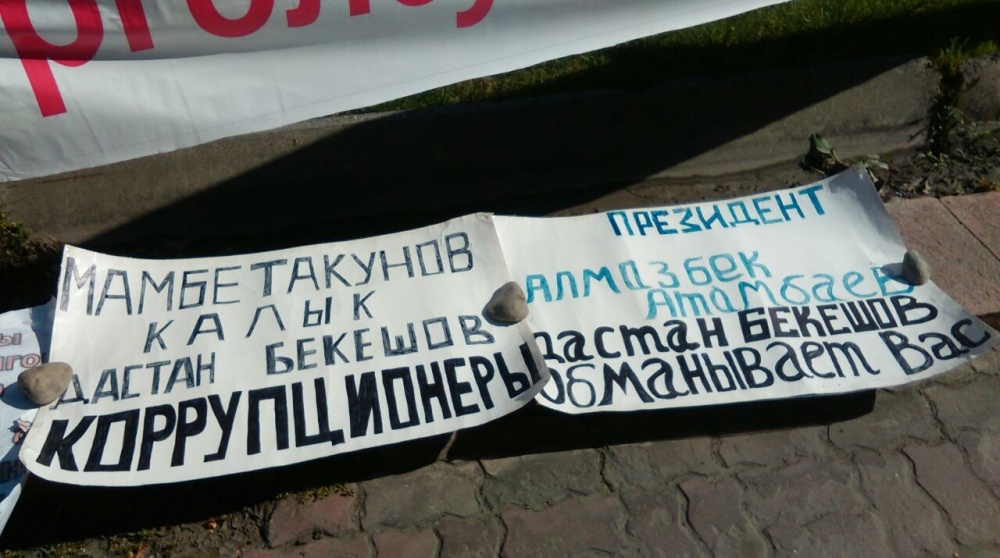 МАМБЕТАКУНОВ
КАЛЫК
ДАСТАН БЕКЕШОВ
КОРРУПЦИОНЕРЫ
ПРЕЗИДЕНТ
Алмазбек
Атамбаев
Дастан БЕКЕШОВ
обманывает Вас